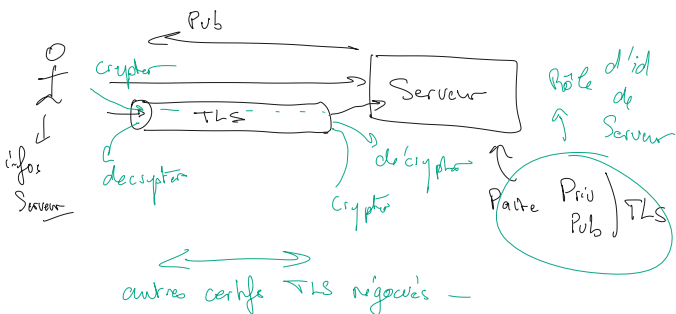 Pub
crypter
Serveur
Rôle d'id
de
Serveur
TLS
infos
Serveur
decrypter
décrypter
crypter
Paire Priv
Pub
TLS
autres certifs TLS négociés